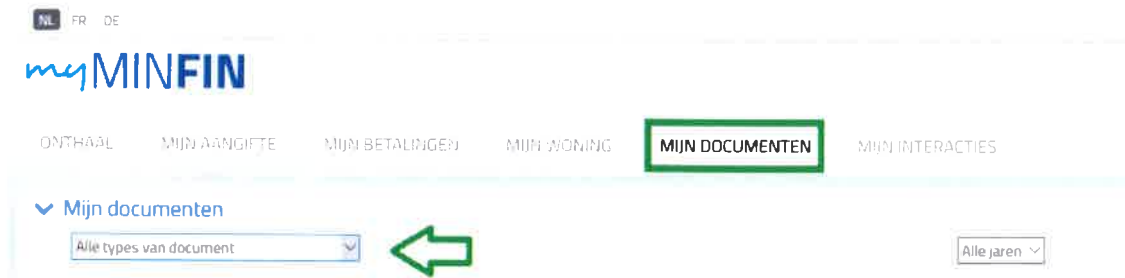 NL FR DE
myMINFIN
ONTHAAL MIJN AANGIFTE MIJN BETALINGEN MIJN WONING MIJN DOCUMENTEN MIJN INTERACTIES
Mijn documenten
Alle types van document Alle jaren